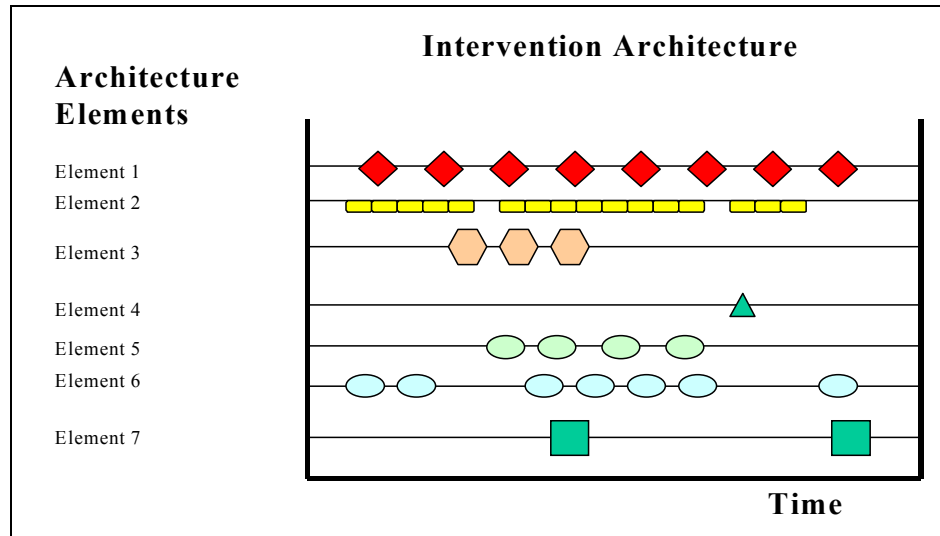 Intervention Architecture
Architecture
Elements
Element 1
Element 2
Element 3
Element 4
Element 5
Element 6
Element 7
Time